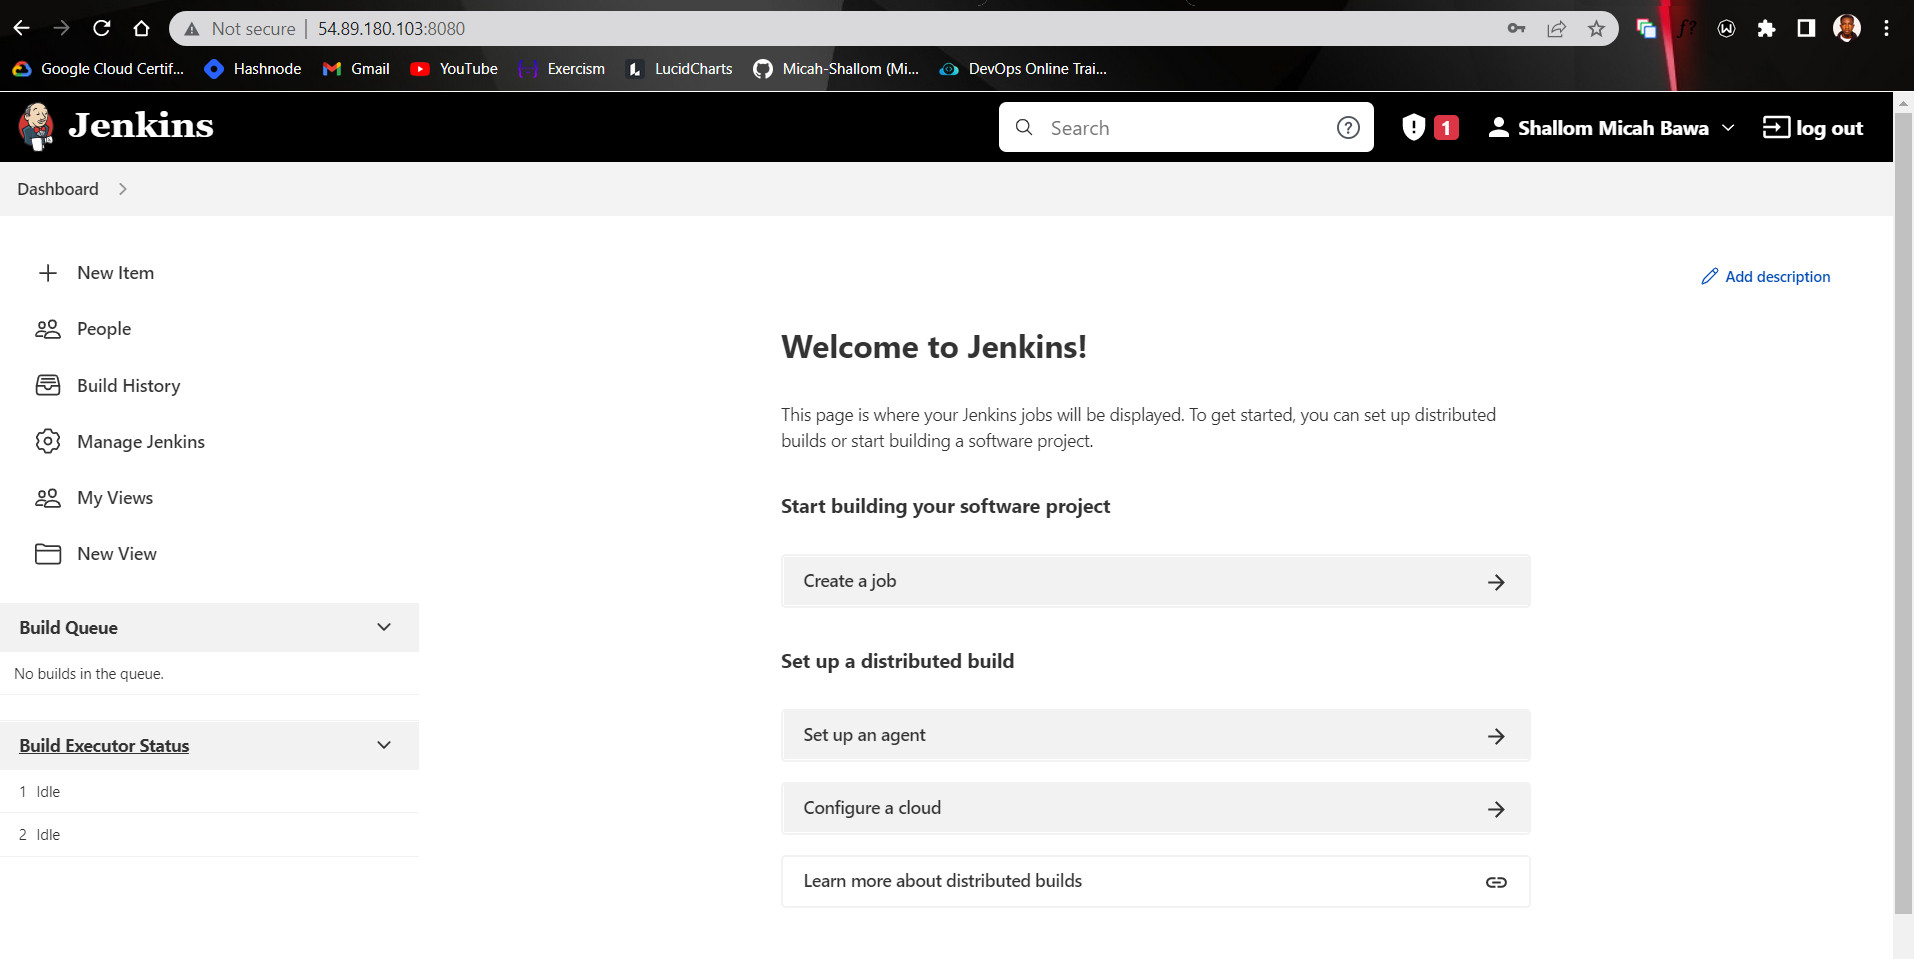 Not secure | 54.89.180.103:8080
Google Cloud Certif...
Hashnode
Gmail
YouTube
Exercism
LucidCharts
Micah-Shallom (Mi...
DevOps Online Trai...
Jenkins
Search
1
Shallom Micah Bawa
log out
Dashboard
New Item
People
Build History
Manage Jenkins
My Views
New View
Build Queue
No builds in the queue.
Build Executor Status
1 Idle
2 Idle
Add description
Welcome to Jenkins!
This page is where your Jenkins jobs will be displayed. To get started, you can set up distributed
builds or start building a software project.
Start building your software project
Create a job
Set up a distributed build
Set up an agent
Configure a cloud
Learn more about distributed builds